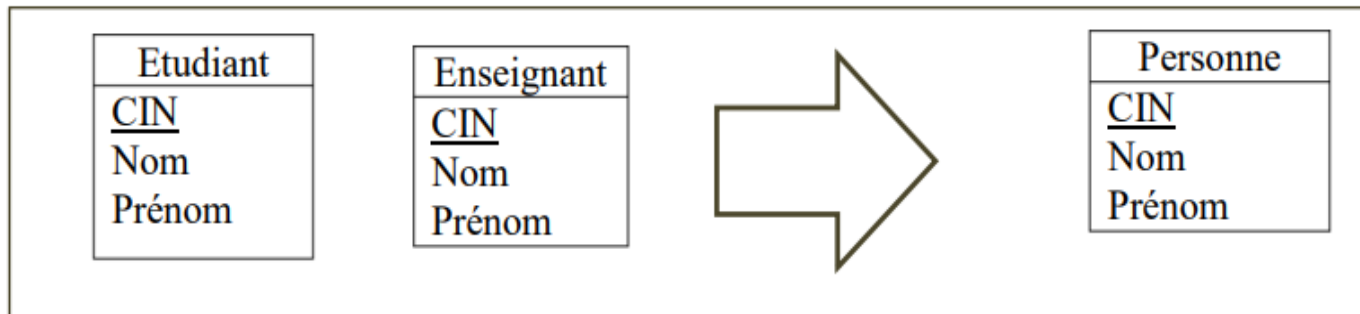 Etudiant
CIN
Nom
Prénom
Enseignant
CIN
Nom
Prénom
Personne
CIN
Nom
Prénom